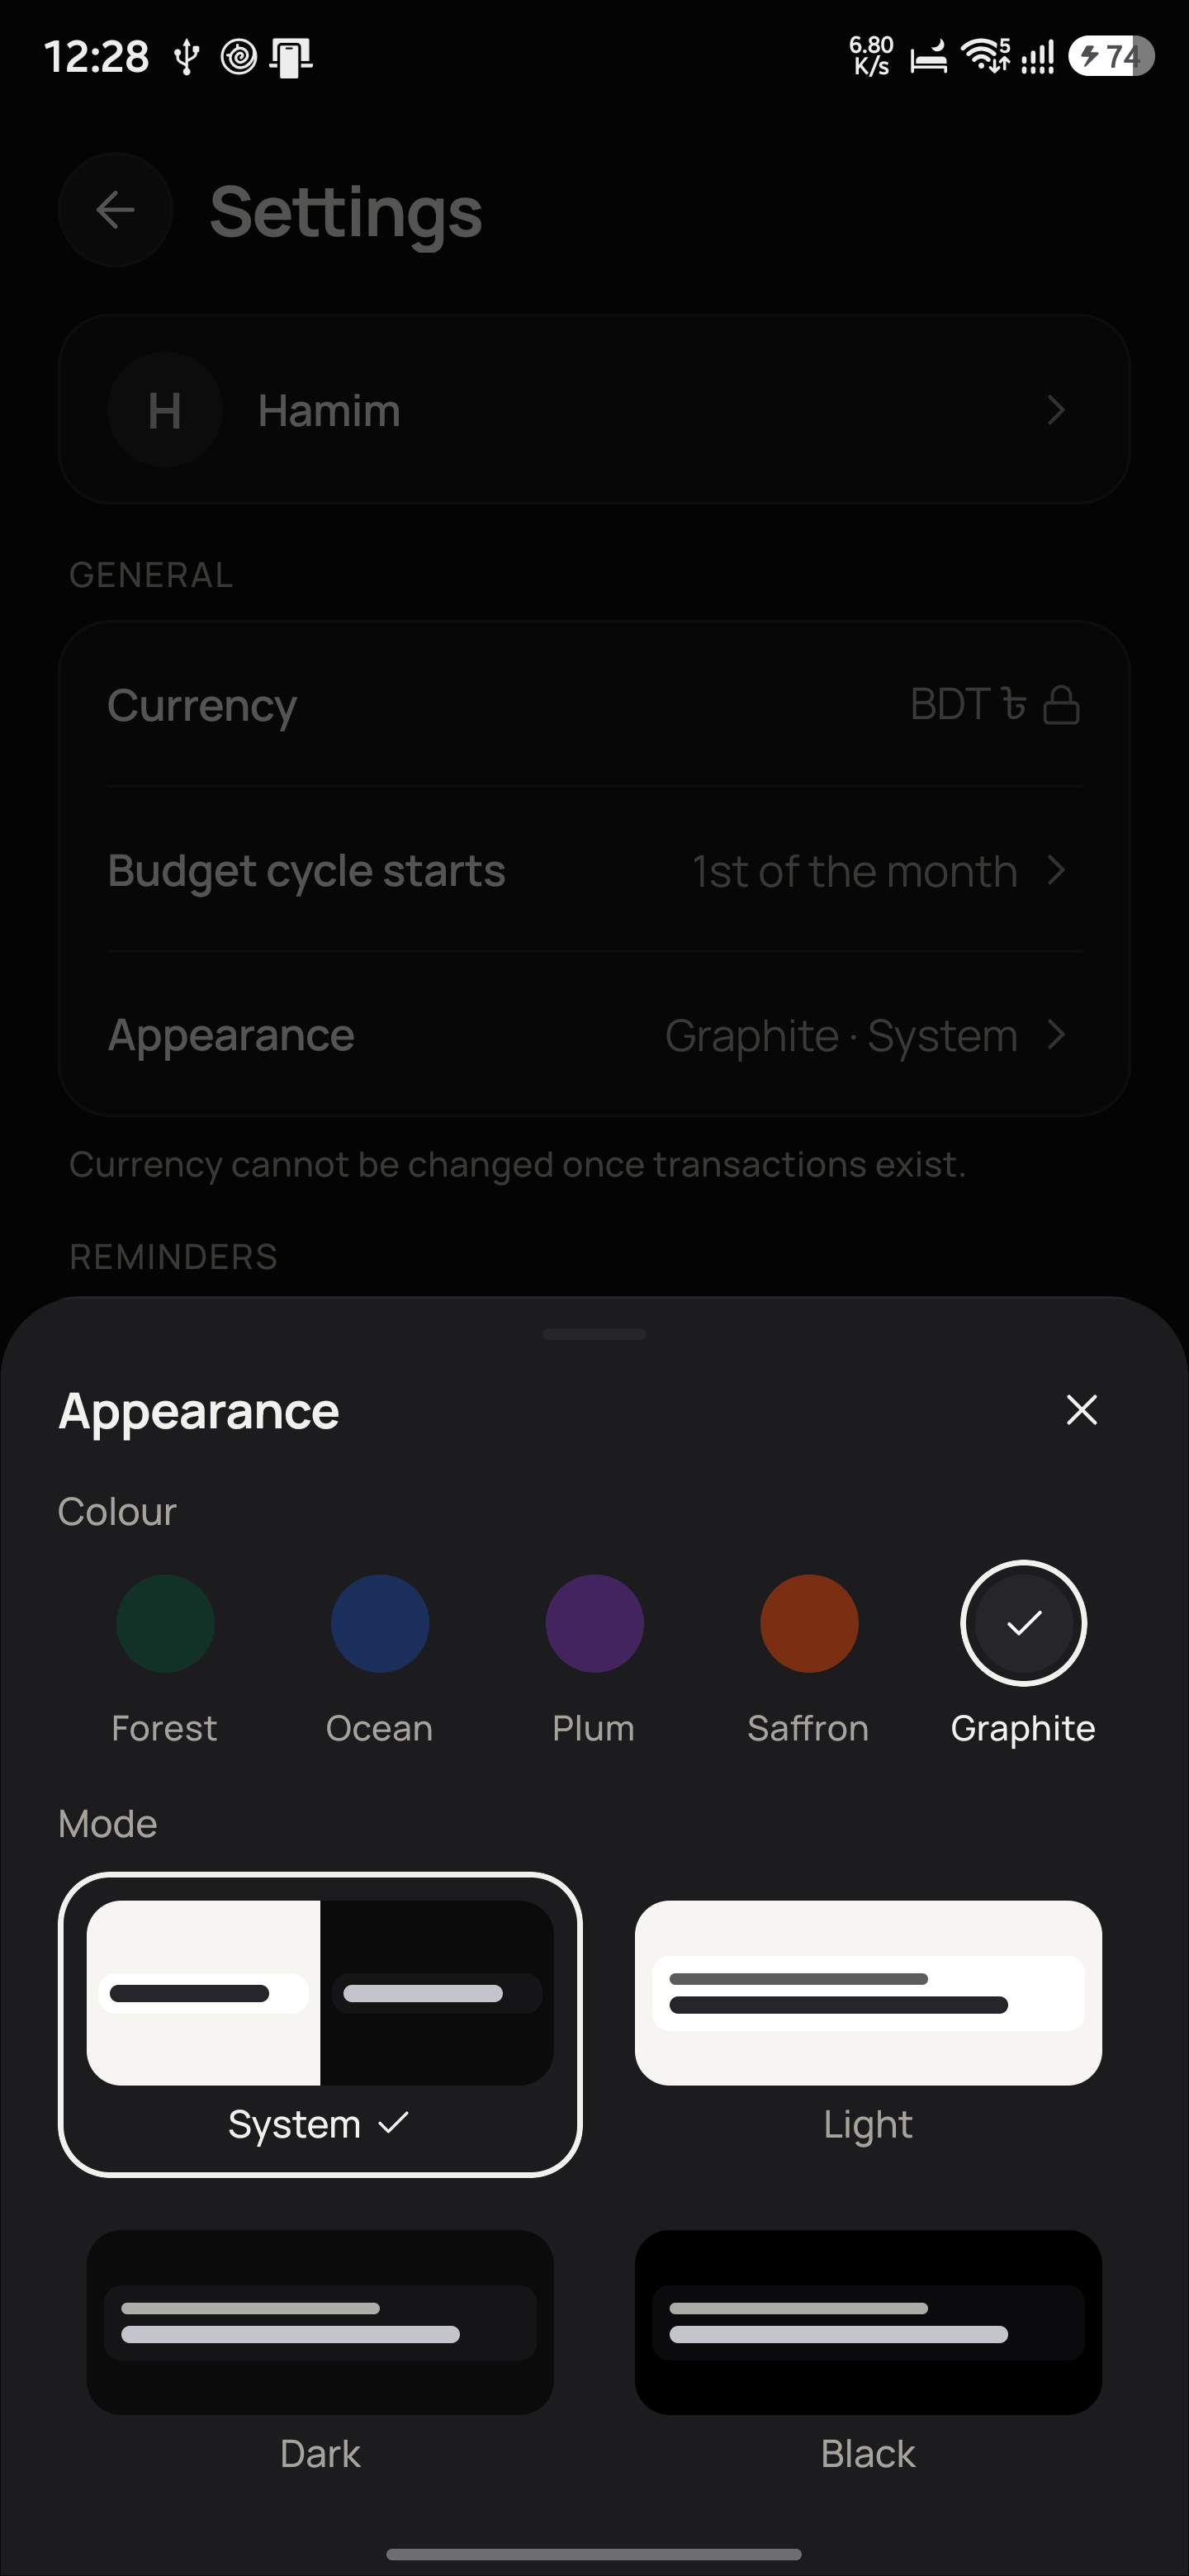 12:28
6.80 K/s
5
74
Settings
H
Hamim
GENERAL
Currency
BDT ৳
Budget cycle starts
1st of the month
Appearance
Graphite · System
Currency cannot be changed once transactions exist.
REMINDERS
Appearance
Colour
Forest
Ocean
Plum
Saffron
Graphite
Mode
System
Light
Dark
Black